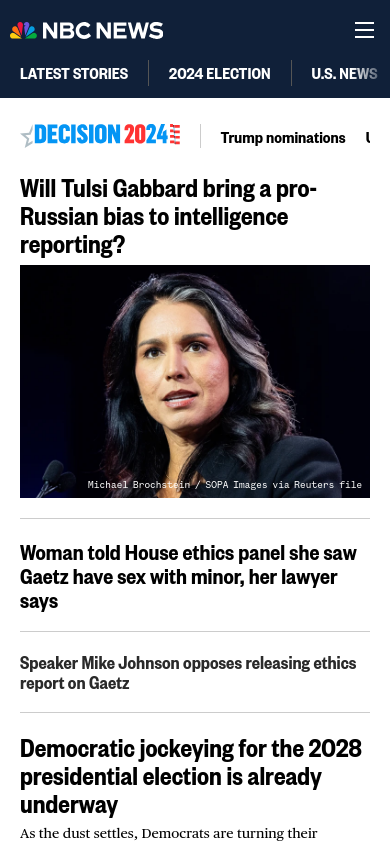 NBC NEWS
LATEST STORIES
2024 ELECTION
U.S. NEWS
DECISION 2024
Trump nominations
Will Tulsi Gabbard bring a pro-
Russian bias to intelligence
reporting?
Michael Brochstein / SOPA Images via Reuters file
Woman told House ethics panel she saw
Gaetz have sex with minor, her lawyer
says
Speaker Mike Johnson opposes releasing ethics
report on Gaetz
Democratic jockeying for the 2028
presidential election is already
underway
As the dust settles, Democrats are turning their